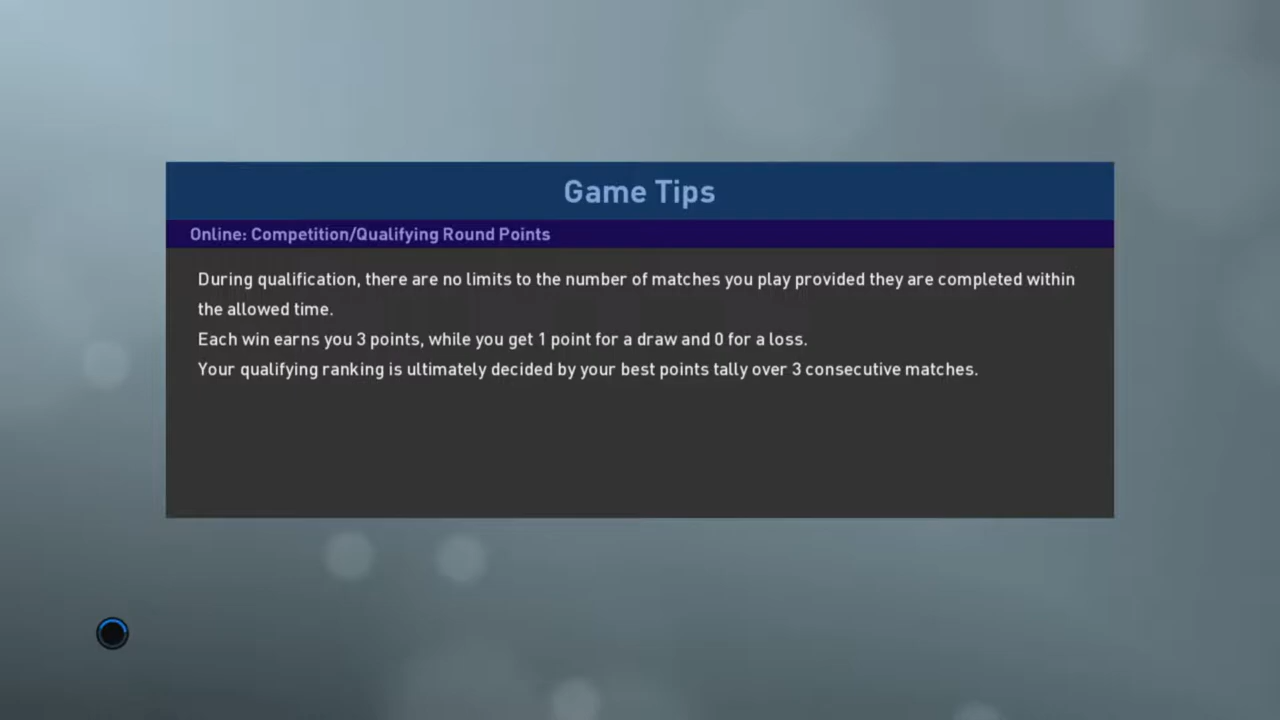 Game Tips
Online: Competition/Qualifying Round Points
During qualification, there are no limits to the number of matches you play provided they are completed within
the allowed time.
Each win earns you 3 points, while you get 1 point for a draw and 0 for a loss.
Your qualifying ranking is ultimately decided by your best points tally over 3 consecutive matches.